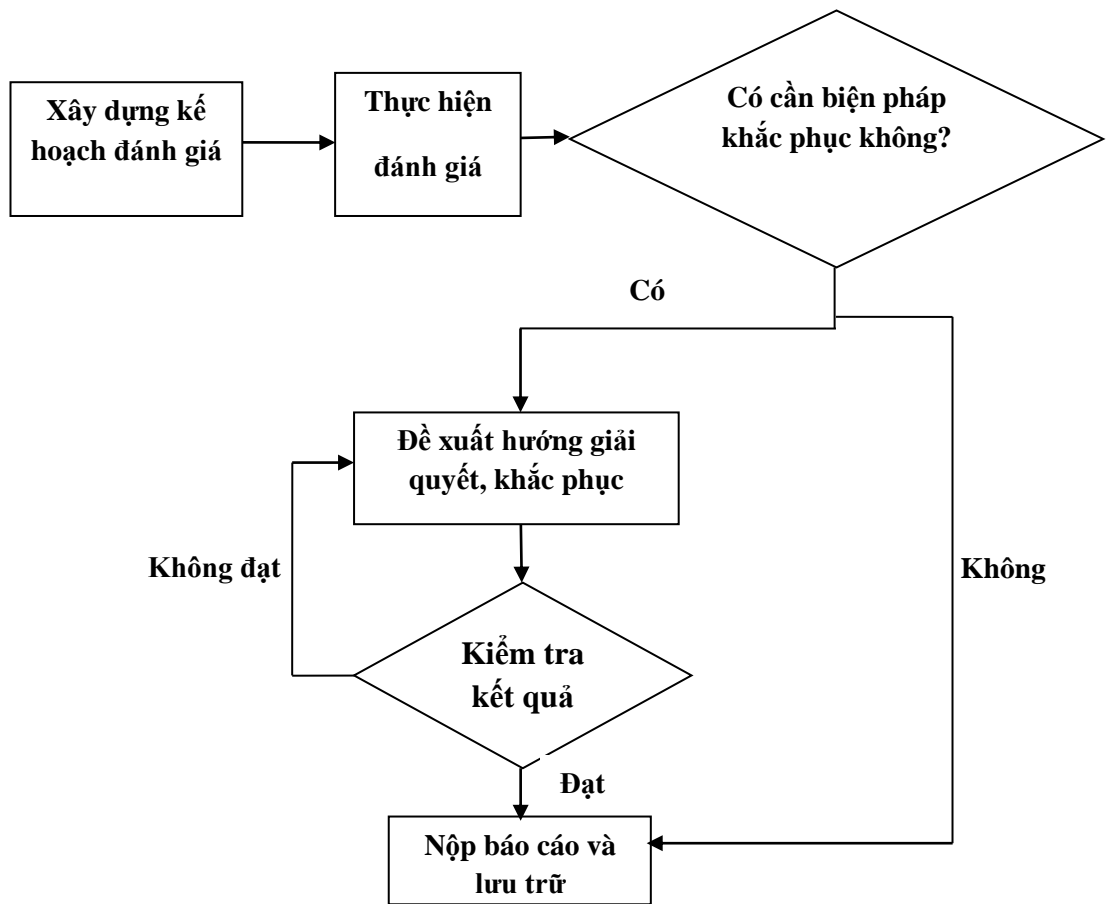 Xây dựng kế
hoạch đánh giá
Thực hiện
đánh giá
Có cần biện pháp
khắc phục không?
Có
Đề xuất hướng giải
quyết, khắc phục
Không đạt
Không
Kiểm tra
kết quả
Đạt
Nộp báo cáo và
lưu trữ